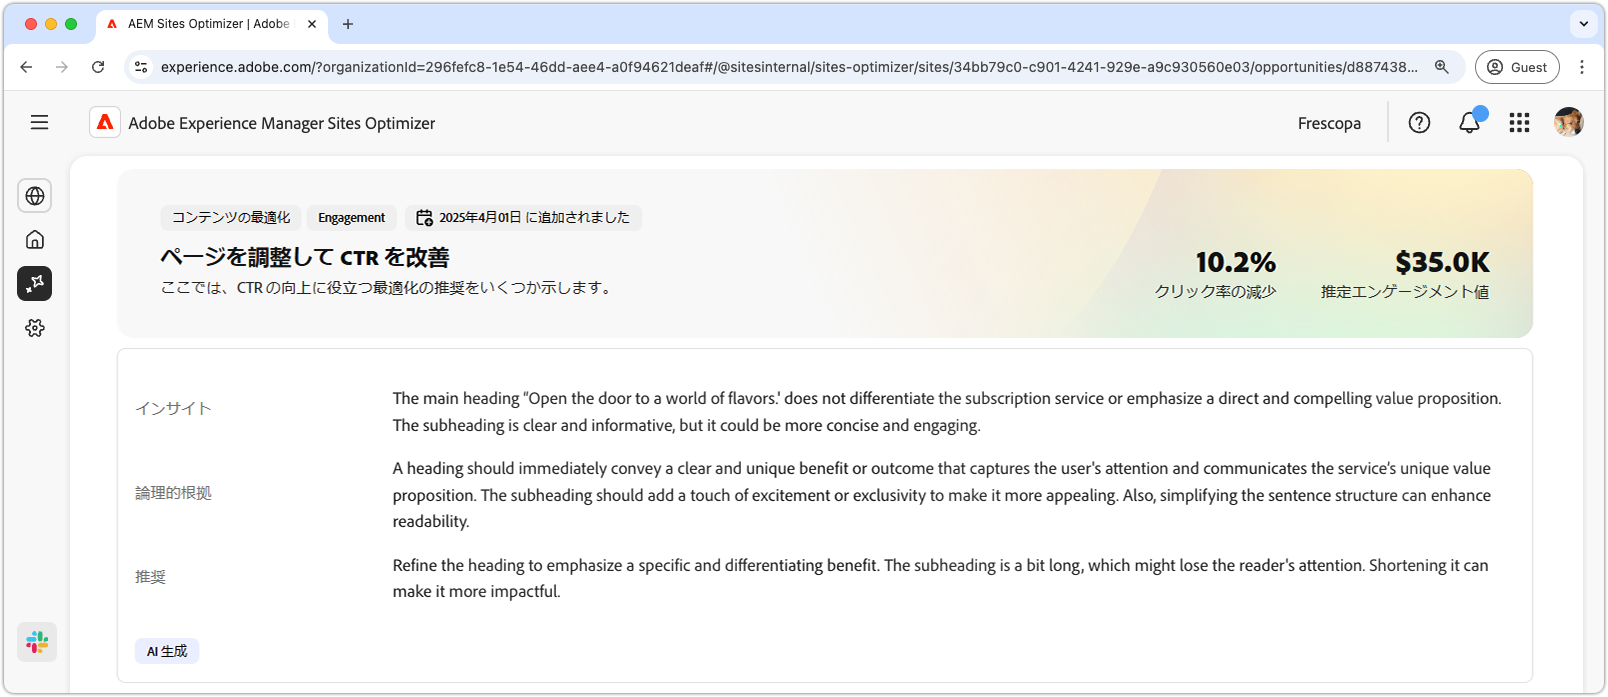 AEM Sites Optimizer | Adobe
experience.adobe.com/?organizationId=296fefc8-1e54-46dd-aee4-a0f94621deaf#/@sitesinternal/sites-optimizer/sites/34bb79c0-c901-4241-929e-a9c930560e03/opportunities/d887438...
Guest
Adobe Experience Manager Sites Optimizer
Frescopa
コンテンツの最適化
Engagement
2025年4月01日 に追加されました
ページを調整して CTR を改善
ここでは、CTR の向上に役立つ最適化の推奨をいくつか示します。
10.2%
クリック率の減少
$35.0K
推定エンゲージメント値
インサイト
The main heading "Open the door to a world of flavors.' does not differentiate the subscription service or emphasize a direct and compelling value proposition.
The subheading is clear and informative, but it could be more concise and engaging.
論理的根拠
A heading should immediately convey a clear and unique benefit or outcome that captures the user's attention and communicates the service's unique value
proposition. The subheading should add a touch of excitement or exclusivity to make it more appealing. Also, simplifying the sentence structure can enhance
readability.
推奨
Refine the heading to emphasize a specific and differentiating benefit. The subheading is a bit long, which might lose the reader's attention. Shortening it can
make it more impactful.
AI 生成